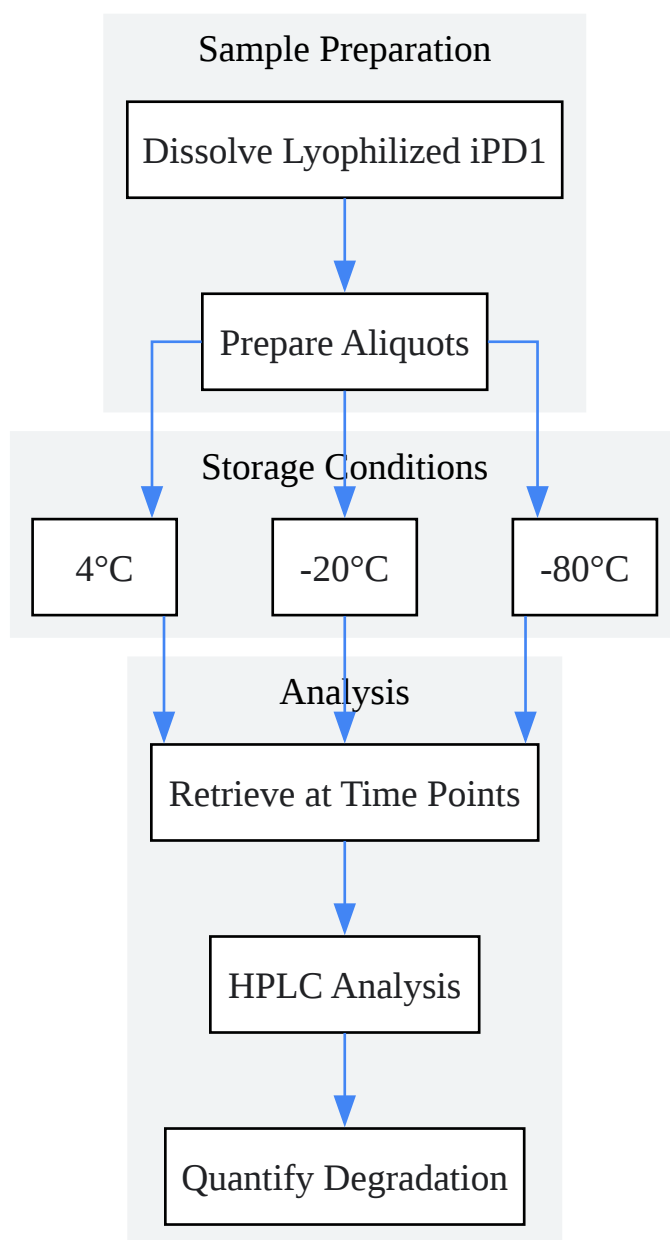 Sample Preparation
Dissolve Lyophilized iPD1
Prepare Aliquots
Storage Conditions
4°C
-20°C
-80°C
Analysis
Retrieve at Time Points
HPLC Analysis
Quantify Degradation